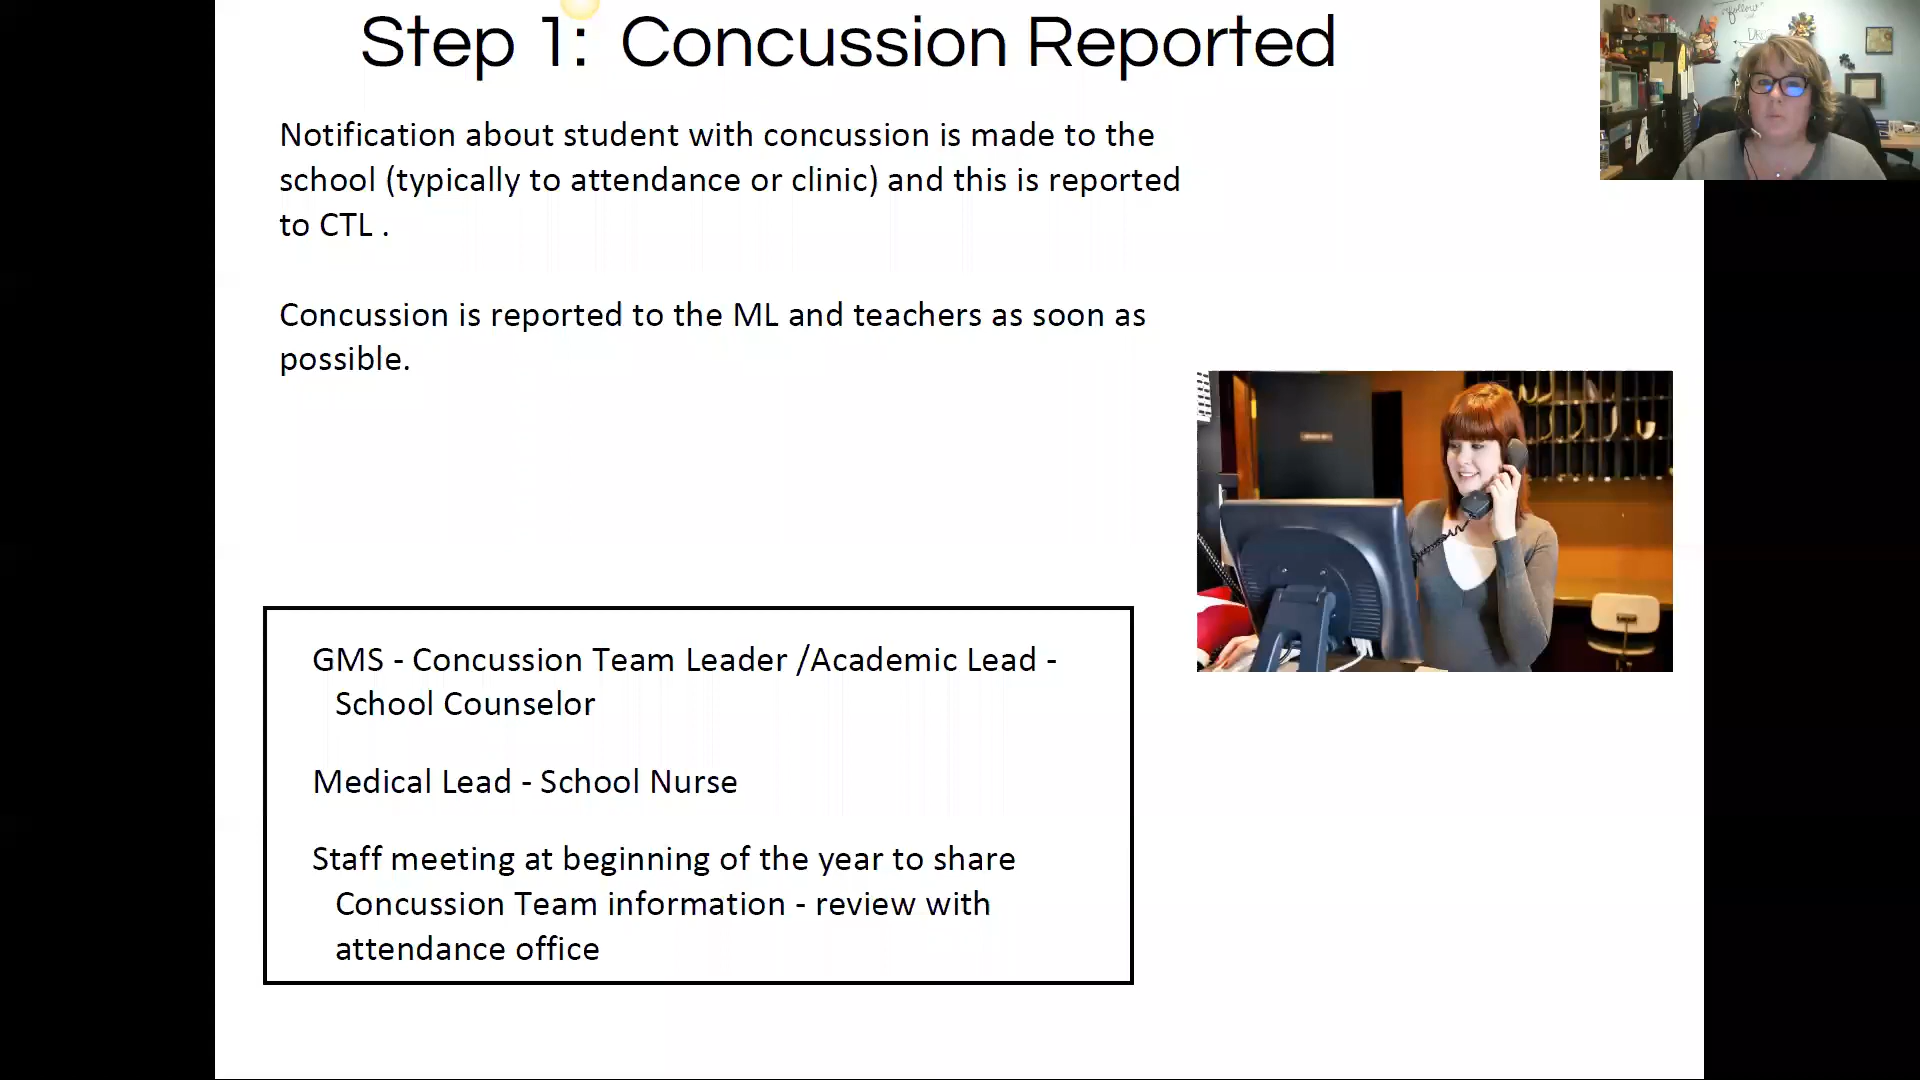 Step 1: Concussion Reported
Notification about student with concussion is made to the
school (typically to attendance or clinic) and this is reported
to CTL .
Concussion is reported to the ML and teachers as soon as
possible.
GMS - Concussion Team Leader /Academic Lead -
School Counselor
Medical Lead - School Nurse
Staff meeting at beginning of the year to share
Concussion Team information - review with
attendance office
follow